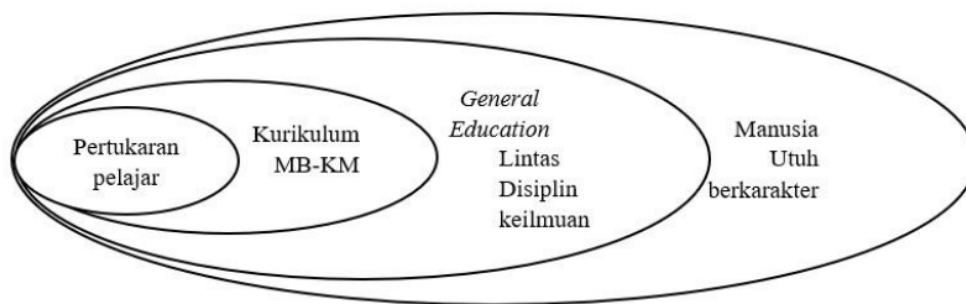 Pertukaran
pelajar
Kurikulum
MB-KM
General
Education
Lintas
Disiplin
keilmuan
Manusia
Utuh
berkarakter